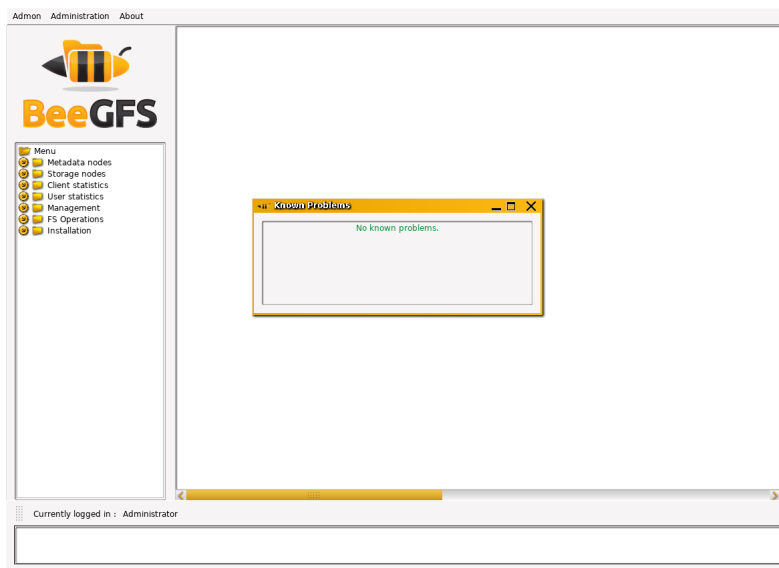 Admon Administration About
BeeGFS
Menu
Metadata nodes
Storage nodes
Client statistics
User statistics
Management
FS Operations
Installation
Known Problems
No known problems.
Currently logged in : Administrator